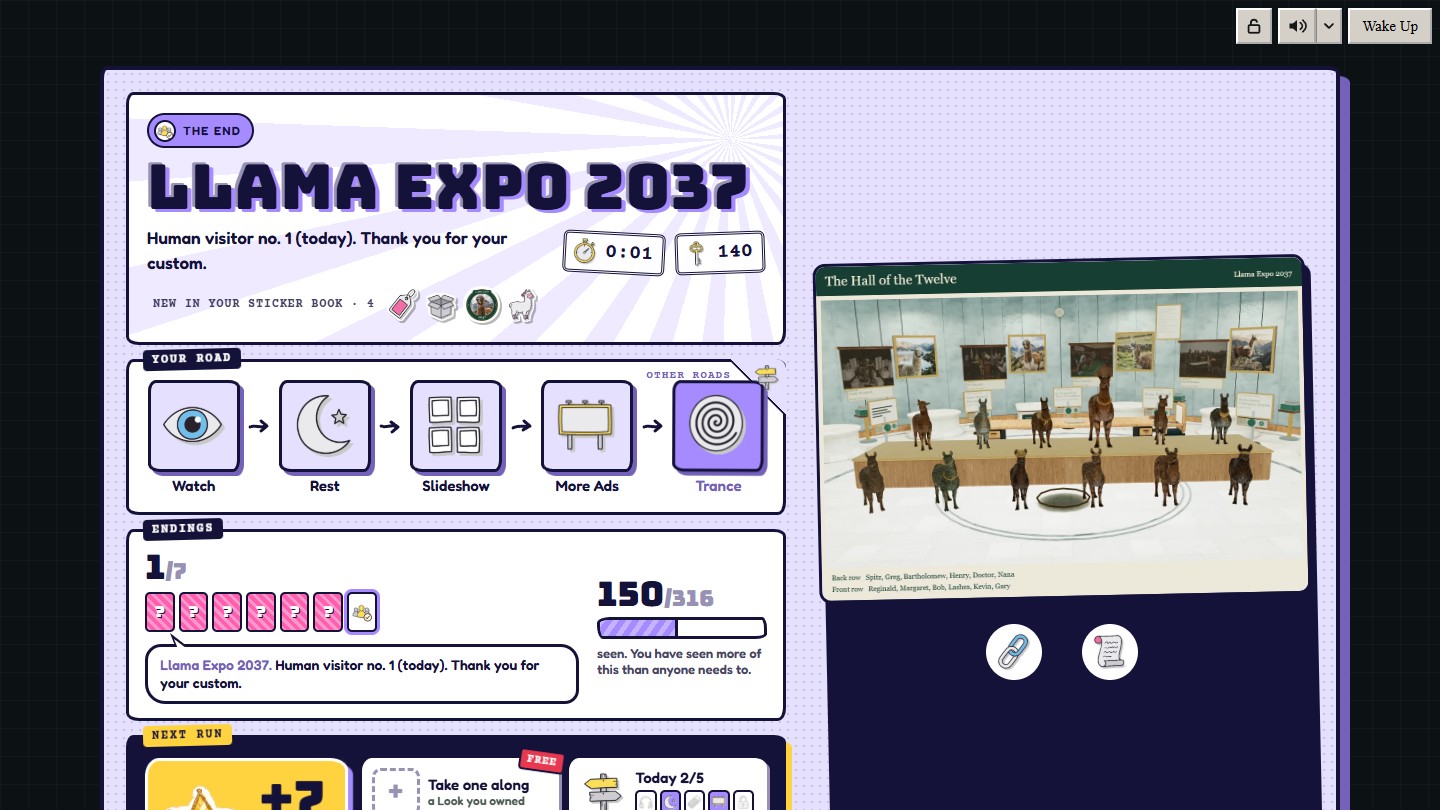 Wake Up
THE END
LLAMA EXPO 2037
Human visitor no. 1 (today). Thank you for your
custom.
0:01
140
NEW IN YOUR STICKER BOOK · 4
YOUR ROAD
OTHER ROADS
Watch
Rest
Slideshow
More Ads
Trance
ENDINGS
1/7
? ? ? ? ? ?
Llama Expo 2037. Human visitor no. 1 (today). Thank you for
your custom.
150/316
seen. You have seen more of
this than anyone needs to.
NEXT RUN
FREE
+
Take one along
a Look you owned
Today 2/5
The Hall of the Twelve
Llama Expo 2037
Back row Spitz, Greg, Bartholomew, Henry, Doctor, Nana
Front row Reginald, Margaret, Bob, Lashes, Kevin, Gary